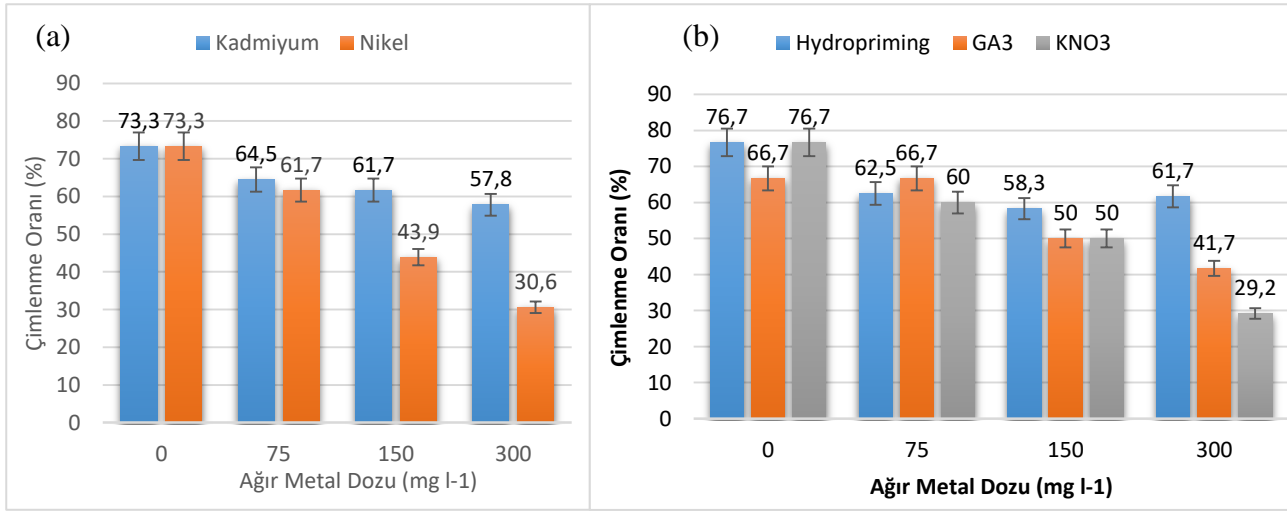 (a)
Kadmiyum Nikel
Çimlenme Oranı (%)
90
80
70
60
50
40
30
20
10
0
73,3 73,3
64,5 61,7
61,7 43,9
57,8 30,6
0 75 150 300
Ağır Metal Dozu (mg l-1)
(b)
Hydropriming GA3 KNO3
Çimlenme Oranı (%)
90
80
70
60
50
40
30
20
10
0
76,7 66,7 76,7
62,5 66,7 60
58,3 50 50
61,7 41,7 29,2
0 75 150 300
Ağır Metal Dozu (mg l-1)